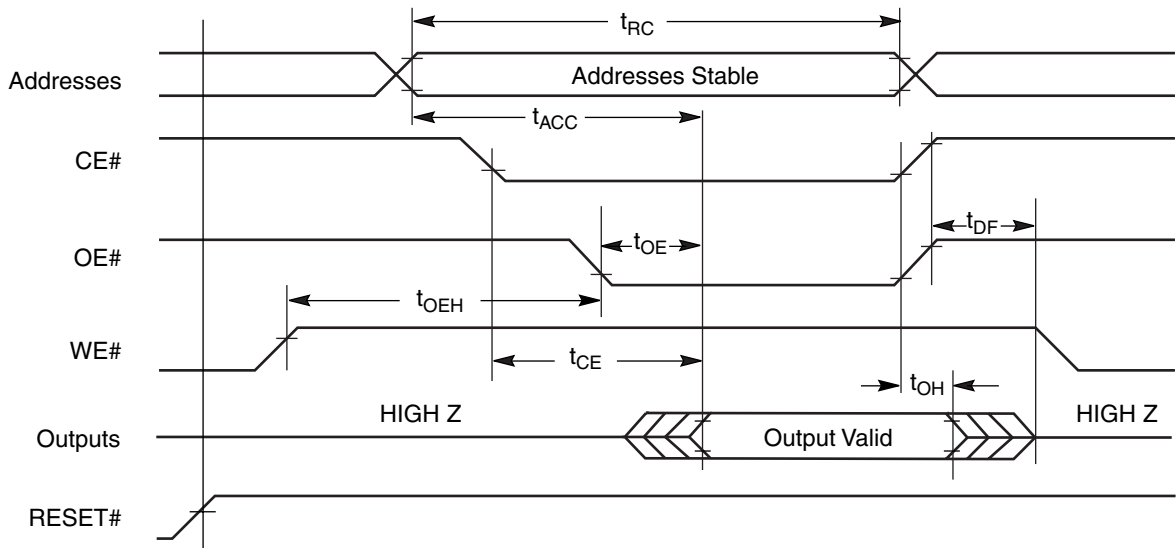 tRC
Addresses
Addresses Stable
tACC
CE#
tDF
OE#
tOE
tOEH
WE#
tCE
tOH
HIGH Z
HIGH Z
Outputs
Output Valid
RESET#